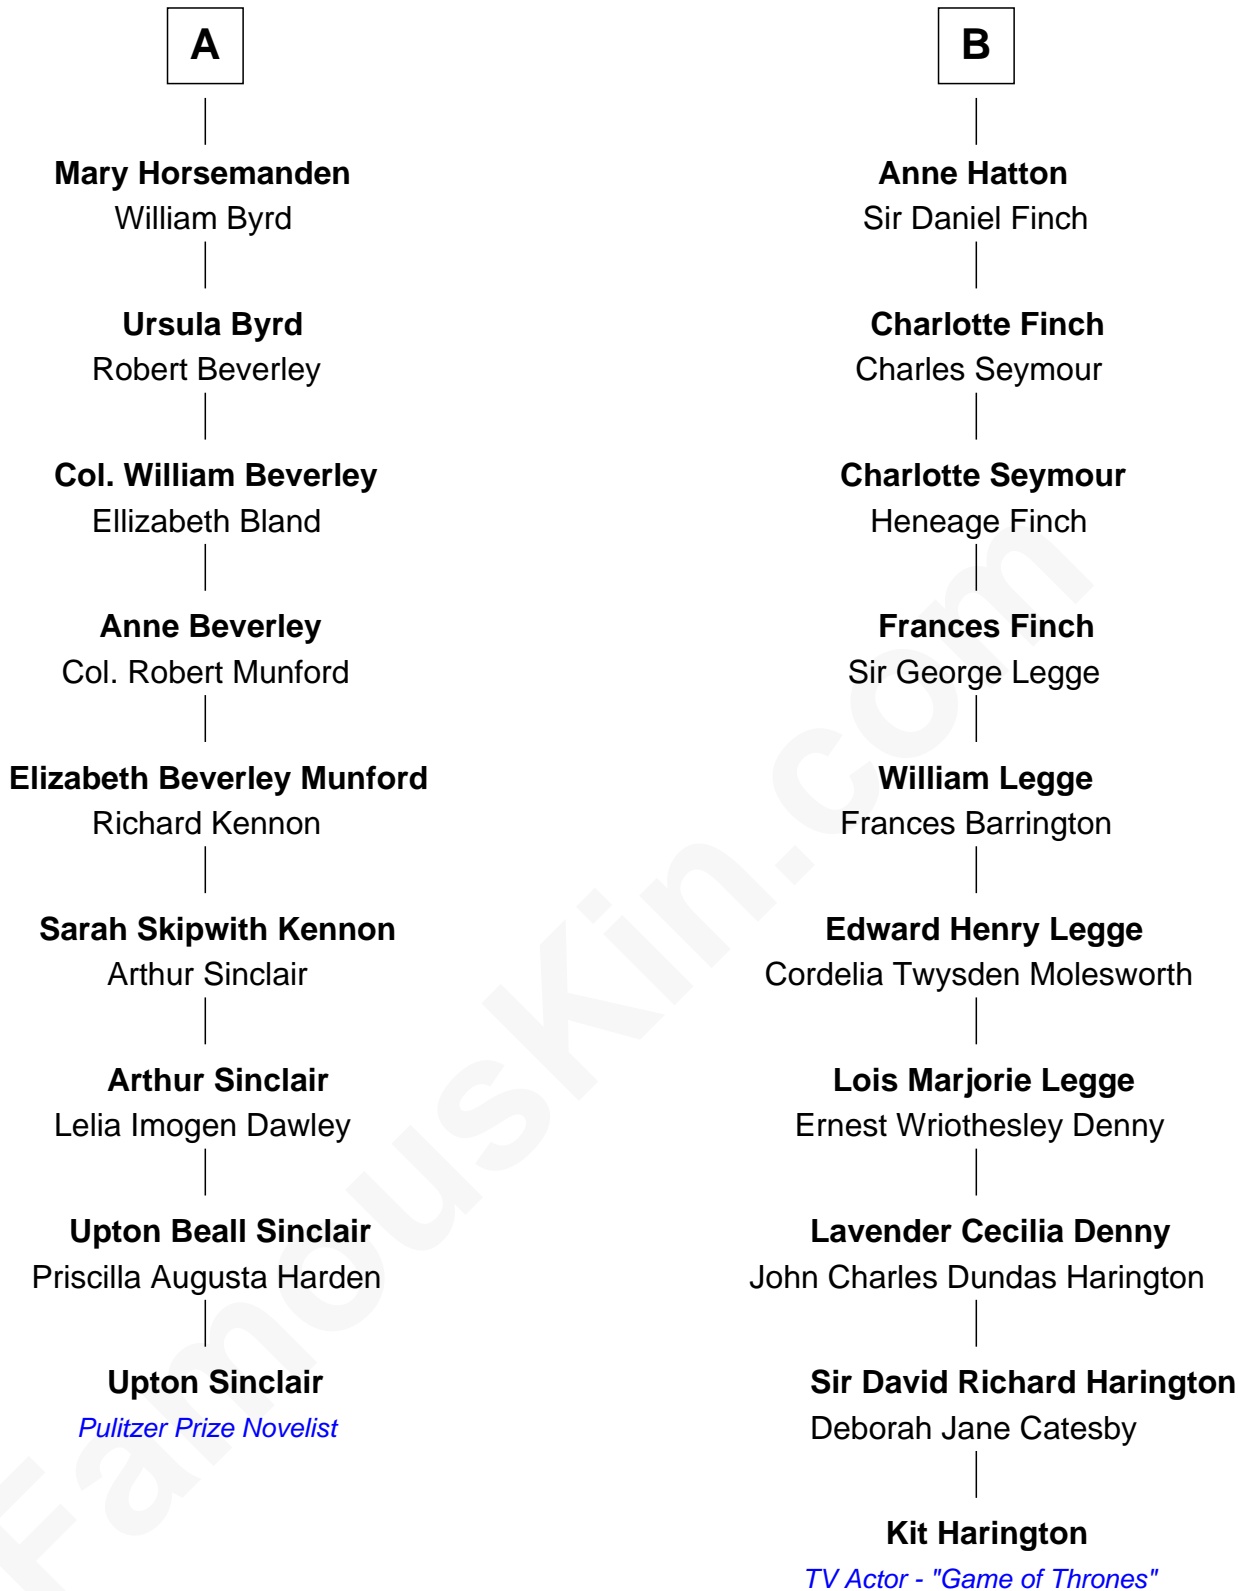 A
Mary Horsemanden
William Byrd
Ursula Byrd
Robert Beverley
Col. William Beverley
Ellizabeth Bland
Anne Beverley
Col. Robert Munford
Elizabeth Beverley Munford
Richard Kennon
Sarah Skipwith Kennon
Arthur Sinclair
Arthur Sinclair
Lelia Imogen Dawley
Upton Beall Sinclair
Priscilla Augusta Harden
Upton Sinclair
Pulitzer Prize Novelist
B
Anne Hatton
Sir Daniel Finch
Charlotte Finch
Charles Seymour
Charlotte Seymour
Heneage Finch
Frances Finch
Sir George Legge
William Legge
Frances Barrington
Edward Henry Legge
Cordelia Twysden Molesworth
Lois Marjorie Legge
Ernest Wriothesley Denny
Lavender Cecilia Denny
John Charles Dundas Harington
Sir David Richard Harington
Deborah Jane Catesby
Kit Harington
TV Actor - "Game of Thrones"
FamousKin.com